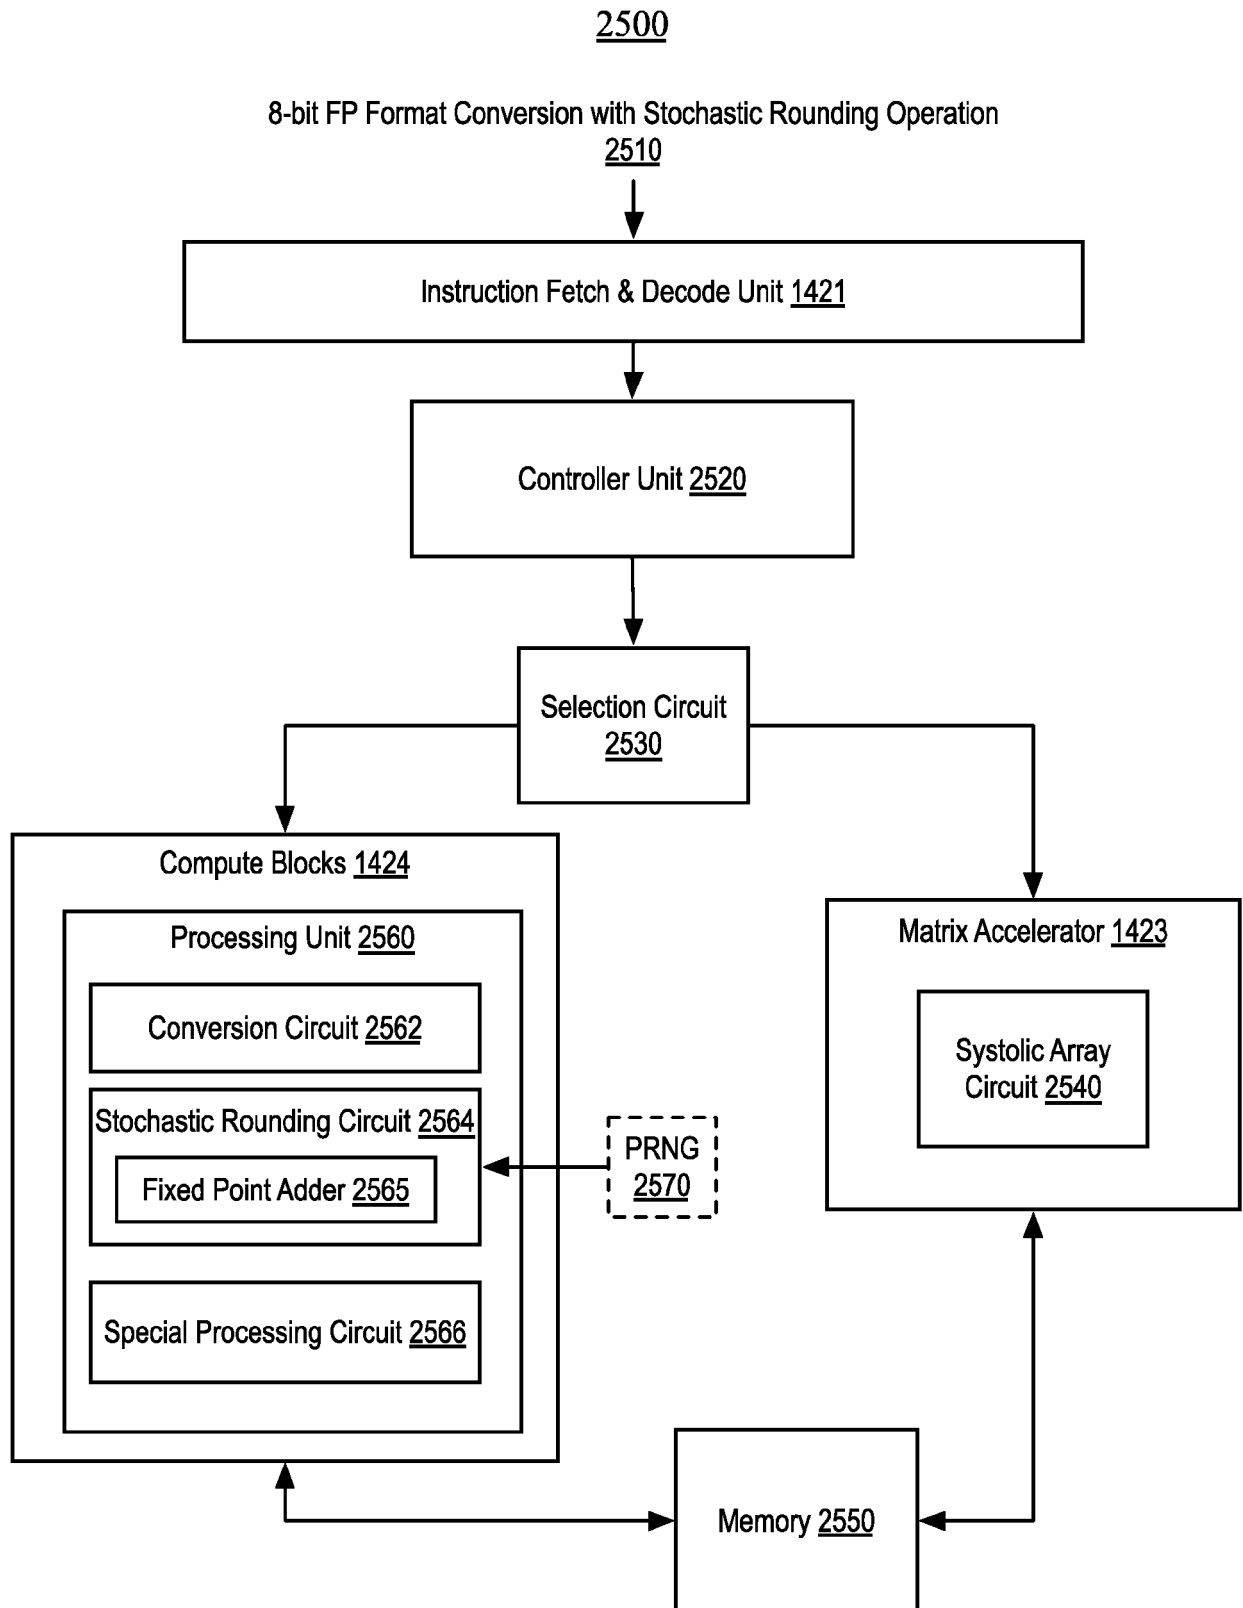 2500
8-bit FP Format Conversion with Stochastic Rounding Operation
2510
Instruction Fetch & Decode Unit 1421
Controller Unit 2520
Selection Circuit
2530
Compute Blocks 1424
Processing Unit 2560
Conversion Circuit 2562
Stochastic Rounding Circuit 2564
Fixed Point Adder 2565
Special Processing Circuit 2566
PRNG
2570
Matrix Accelerator 1423
Systolic Array
Circuit 2540
Memory 2550